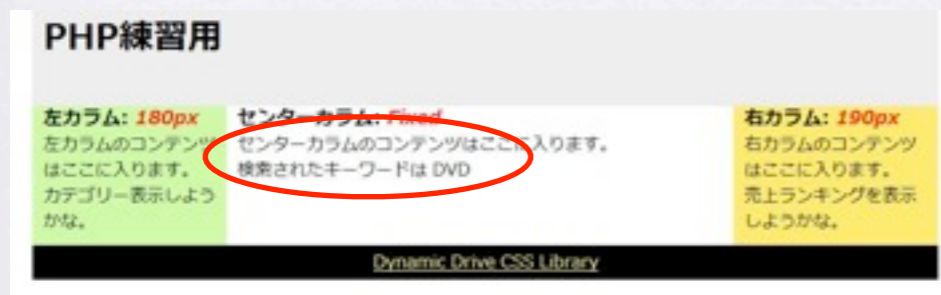 PHP練習用
左カラム: 180px
左カラムのコンテンツ
はここに入ります。
カテゴリー表示しよう
かな。
センターカラム: Fixed
センターカラムのコンテンツはここに入ります。
検索されたキーワードは DVD
右カラム: 190px
右カラムのコンテンツ
はここに入ります。
売上ランキングを表示
しようかな。
Dynamic Drive CSS Library